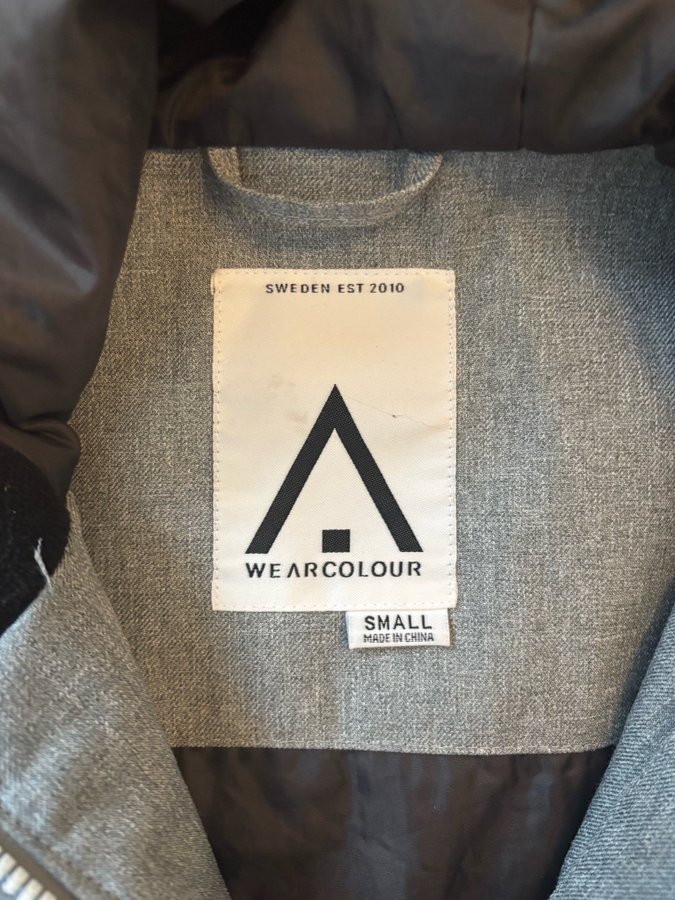 SWEDEN EST 2010
WEARCOLOUR
SMALL
MADE IN CHINA